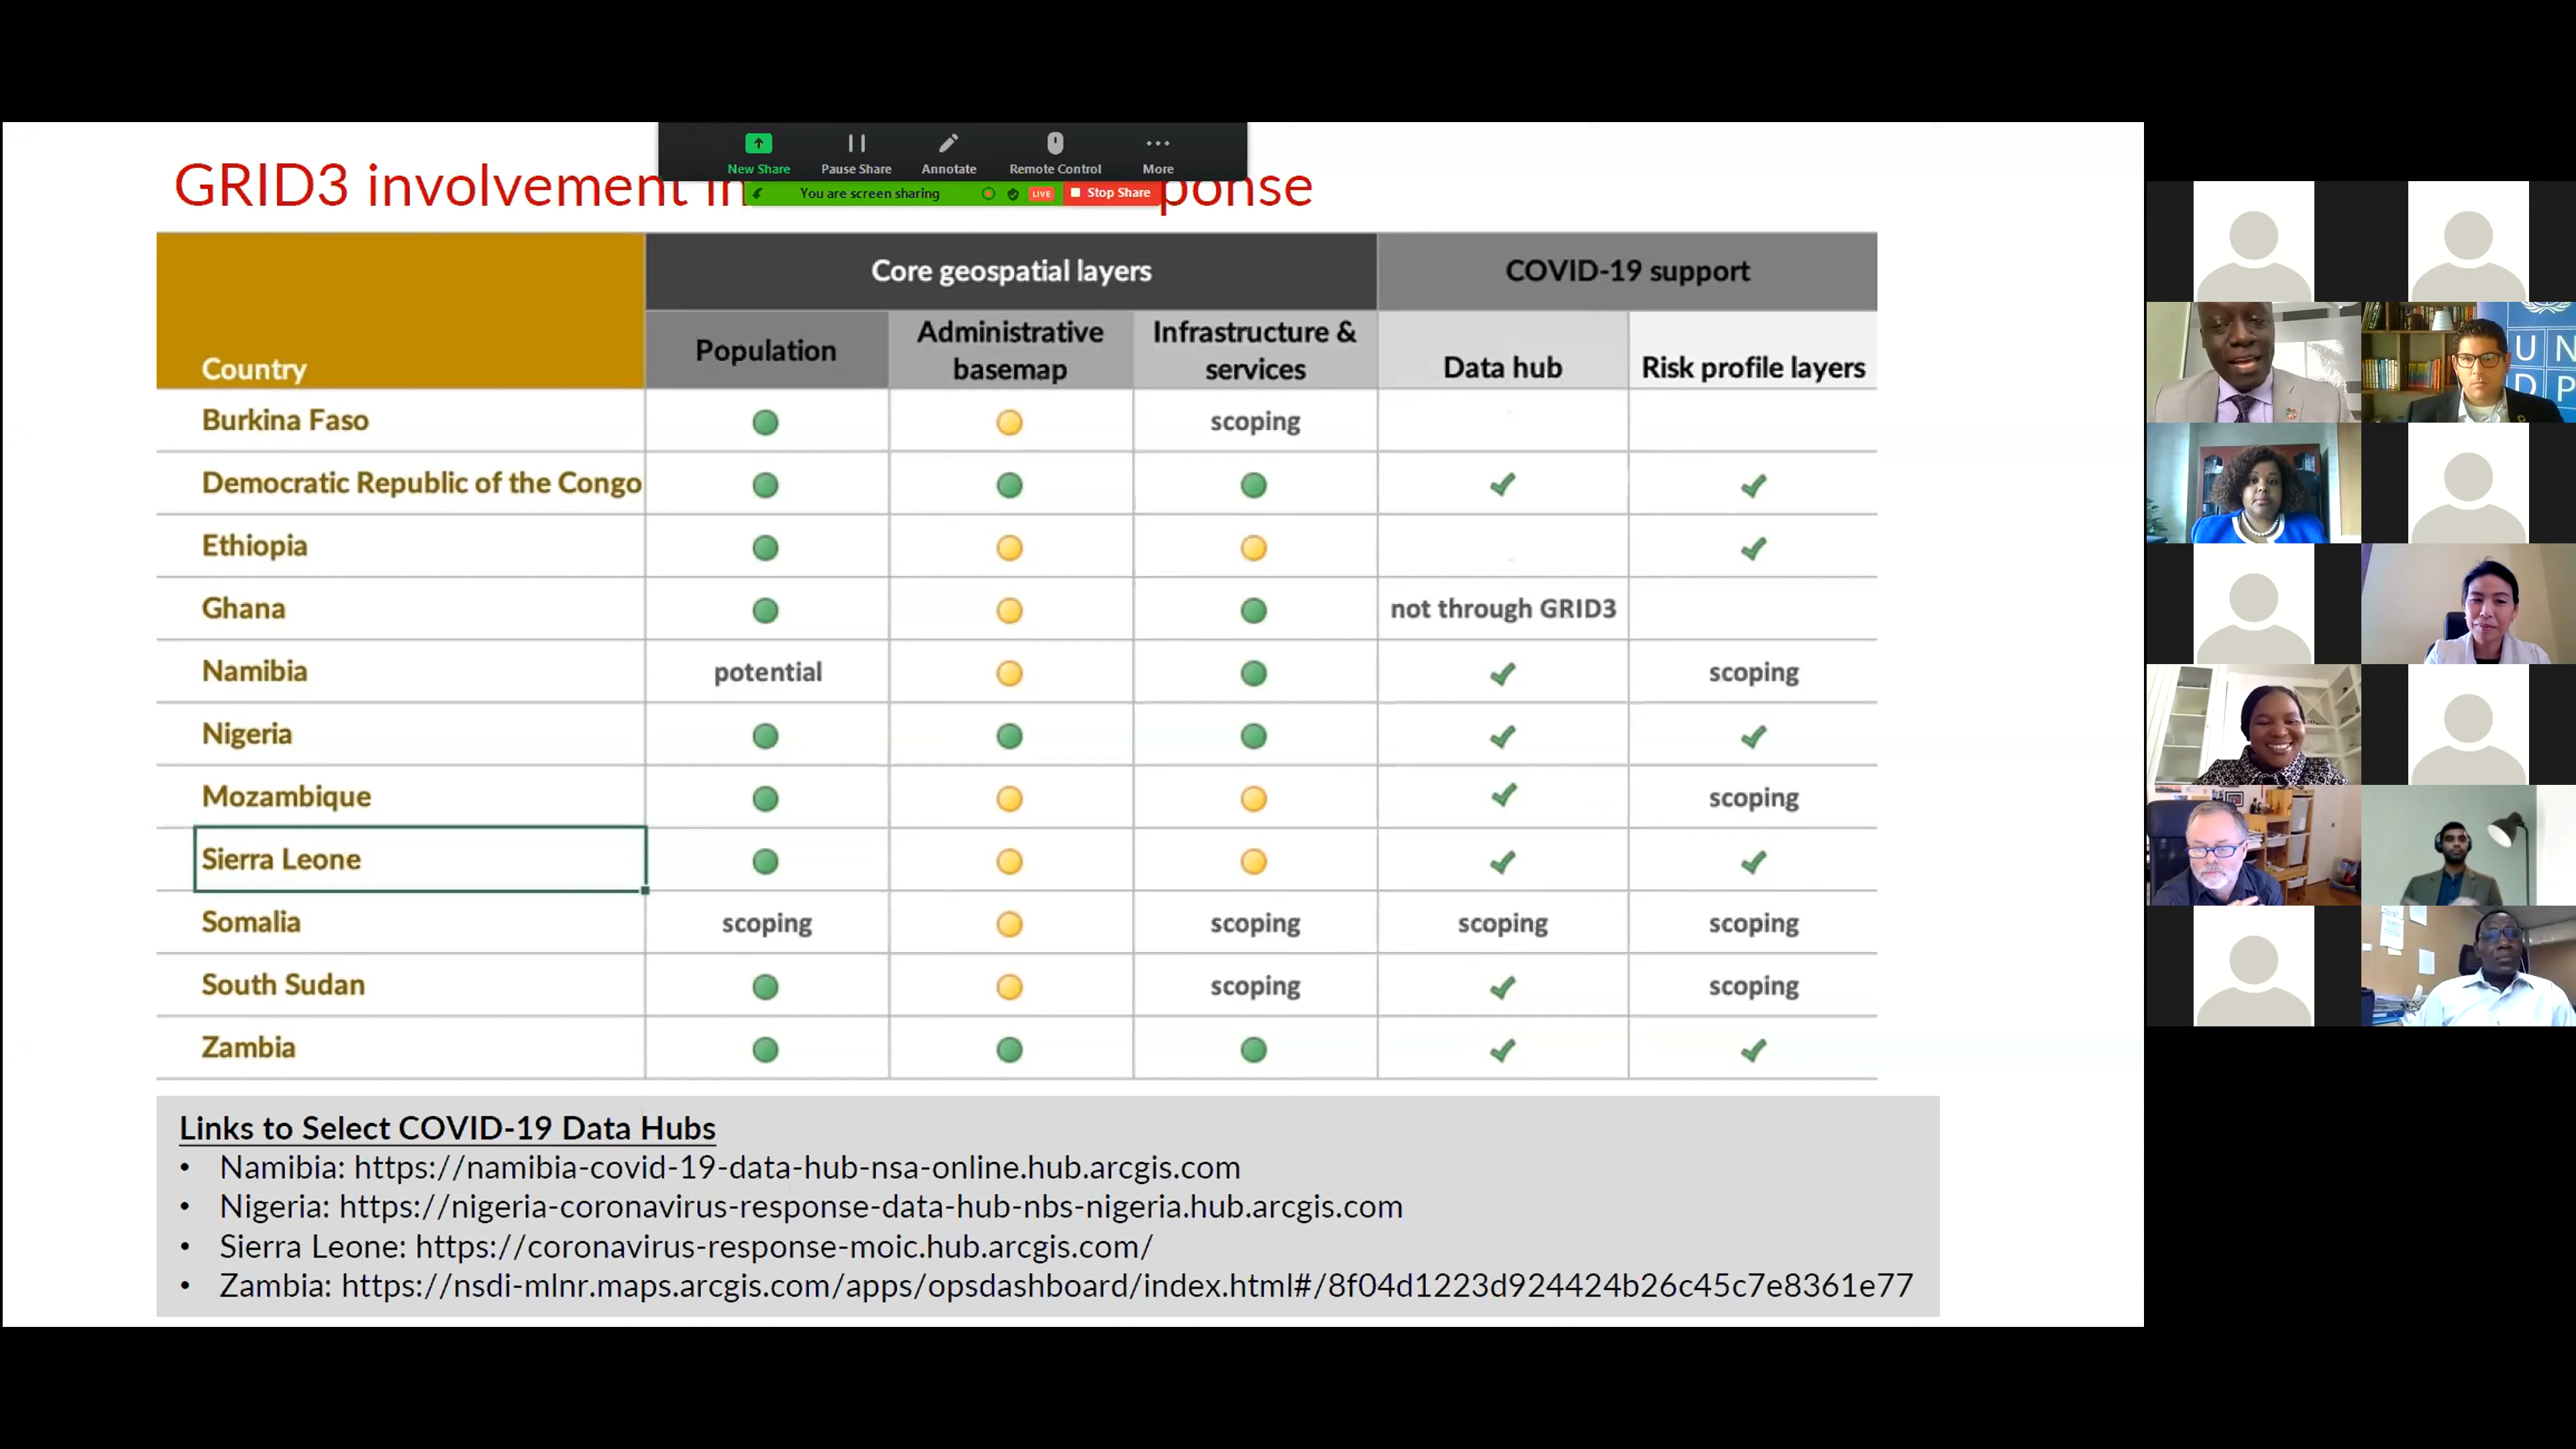 New Share Pause Share Annotate Remote Control More
You are screen sharing LIVE Stop Share
GRID3 involvement in ponse
Core geospatial layers COVID-19 support
Country Population Administrative basemap Infrastructure & services Data hub Risk profile layers
Burkina Faso scoping
Democratic Republic of the Congo
Ethiopia
Ghana not through GRID3
Namibia potential scoping
Nigeria
Mozambique scoping
Sierra Leone
Somalia scoping scoping scoping scoping
South Sudan scoping scoping
Zambia
Links to Select COVID-19 Data Hubs
• Namibia: https://namibia-covid-19-data-hub-nsa-online.hub.arcgis.com
• Nigeria: https://nigeria-coronavirus-response-data-hub-nbs-nigeria.hub.arcgis.com
• Sierra Leone: https://coronavirus-response-moic.hub.arcgis.com/
• Zambia: https://nsdi-mlnr.maps.arcgis.com/apps/opsdashboard/index.html#/8f04d1223d924424b26c45c7e8361e77
U N
D P